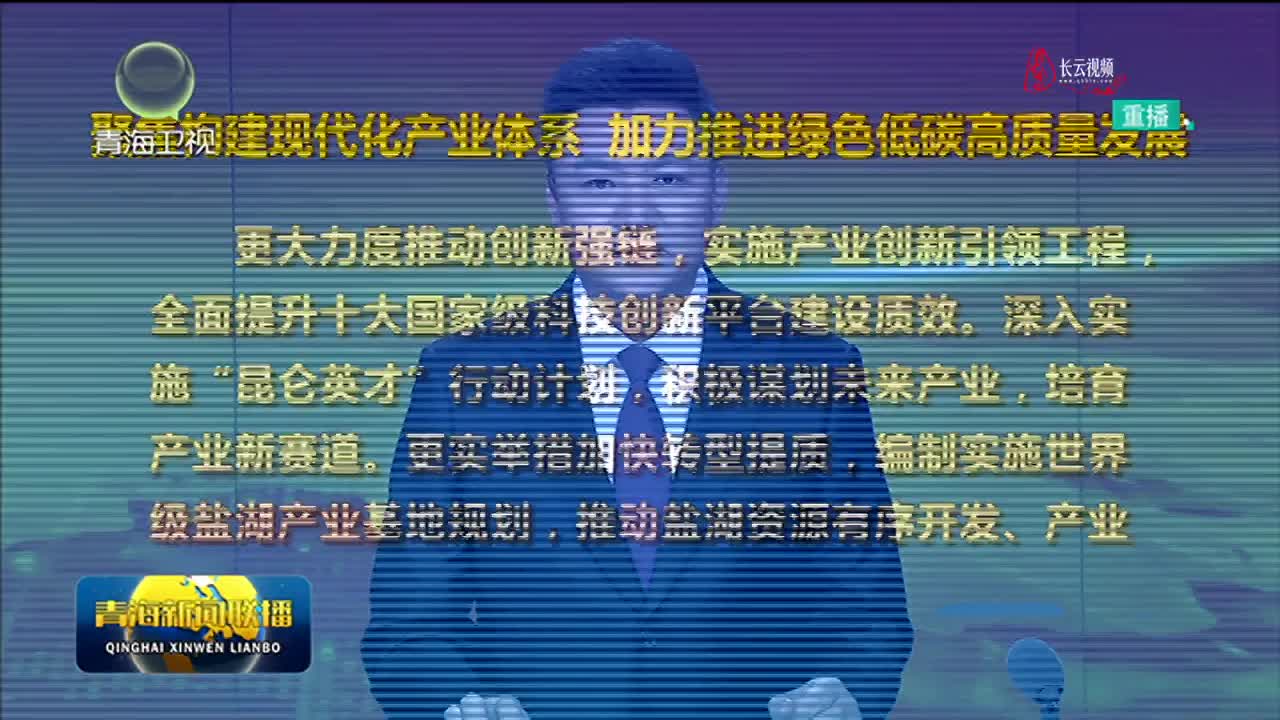 长云视频
重播
青海卫视
聚焦构建现代化产业体系 加力推进绿色低碳高质量发展
更大力度推动创新强链，实施产业创新引领工程，
全面提升十大国家级科技创新平台建设质效。深入实
施“昆仑英才”行动计划，积极谋划未来产业，培育
产业新赛道。更实举措加快转型提质，编制实施世界
级盐湖产业基地规划，推动盐湖资源有序开发、产业
青海新闻联播
QINGHAI XINWEN LIANBO